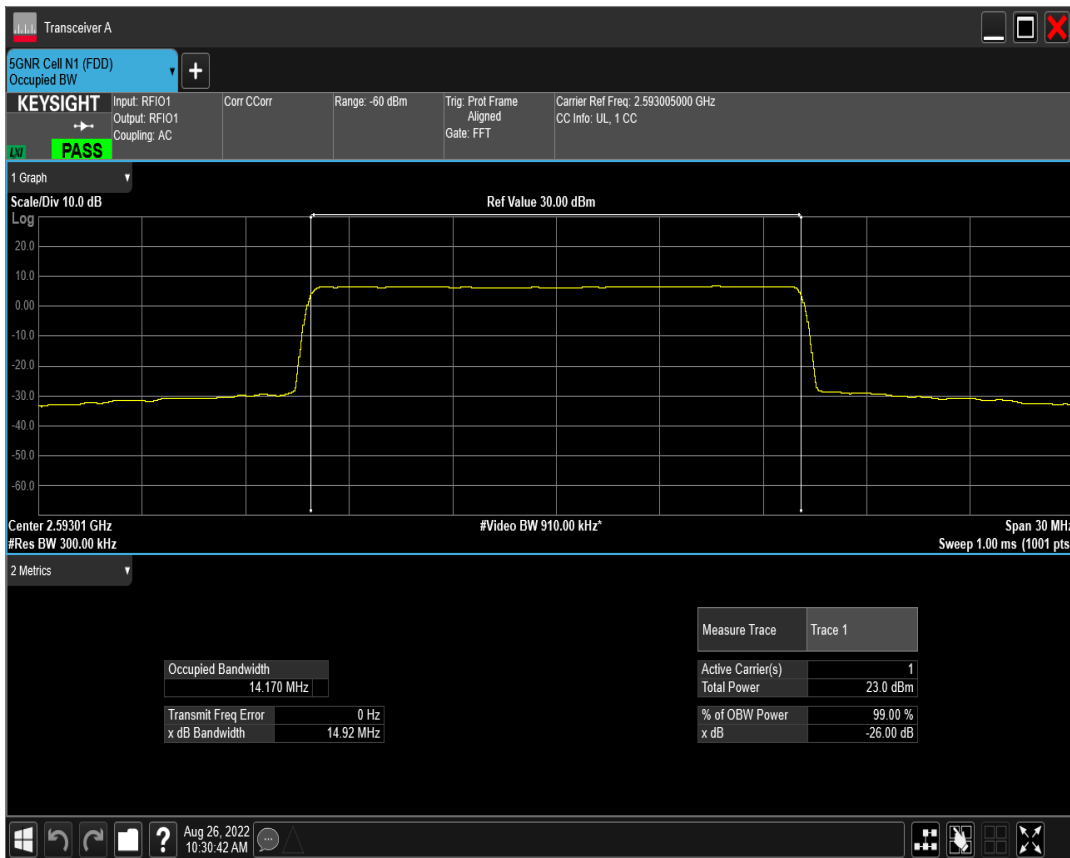 Transceiver A
5GNR Cell N1 (FDD)
Occupied BW
+
KEYSIGHT
LXI
PASS
Input: RFIO1
Output: RFIO1
Coupling: AC
Corr CCorr
Range: -60 dBm
Trig: Prot Frame
Aligned
Gate: FFT
Carrier Ref Freq: 2.593005000 GHz
CC Info: UL, 1 CC
1 Graph
Scale/Div 10.0 dB
Ref Value 30.00 dBm
Log
20.0
10.0
0.00
-10.0
-20.0
-30.0
-40.0
-50.0
-60.0
Center 2.59301 GHz
#Video BW 910.00 kHz*
Span 30 MHz
#Res BW 300.00 kHz
Sweep 1.00 ms (1001 pts
2 Metrics
Measure Trace Trace 1
Occupied Bandwidth
14.170 MHz
Active Carrier(s) 1
Total Power 23.0 dBm
Transmit Freq Error 0 Hz
x dB Bandwidth 14.92 MHz
% of OBW Power 99.00 %
x dB -26.00 dB
?
Aug 26, 2022
10:30:42 AM